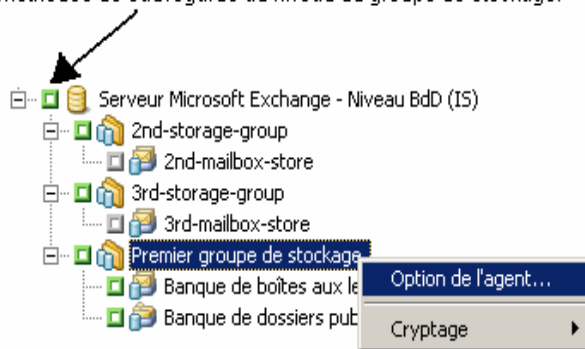 Serveur Microsoft Exchange - Niveau BdD (IS)
2nd-storage-group
2nd-mailbox-store
3rd-storage-group
3rd-mailbox-store
Premier groupe de stockage
Banque de boîtes aux le
Banque de dossiers pub
Option de l'agent...
Cryptage